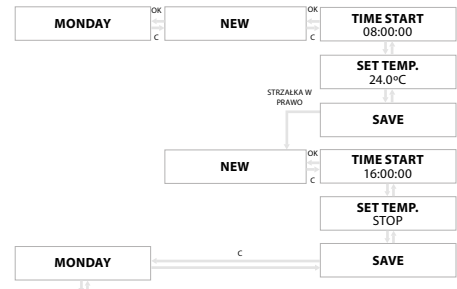 OK
OK
MONDAY
NEW
TIME START
08:00:00
C
C
SET TEMP.
24.0ºC
STRZAŁKA W
PRAWO
SAVE
OK
NEW
TIME START
16:00:00
C
SET TEMP.
STOP
C
MONDAY
SAVE